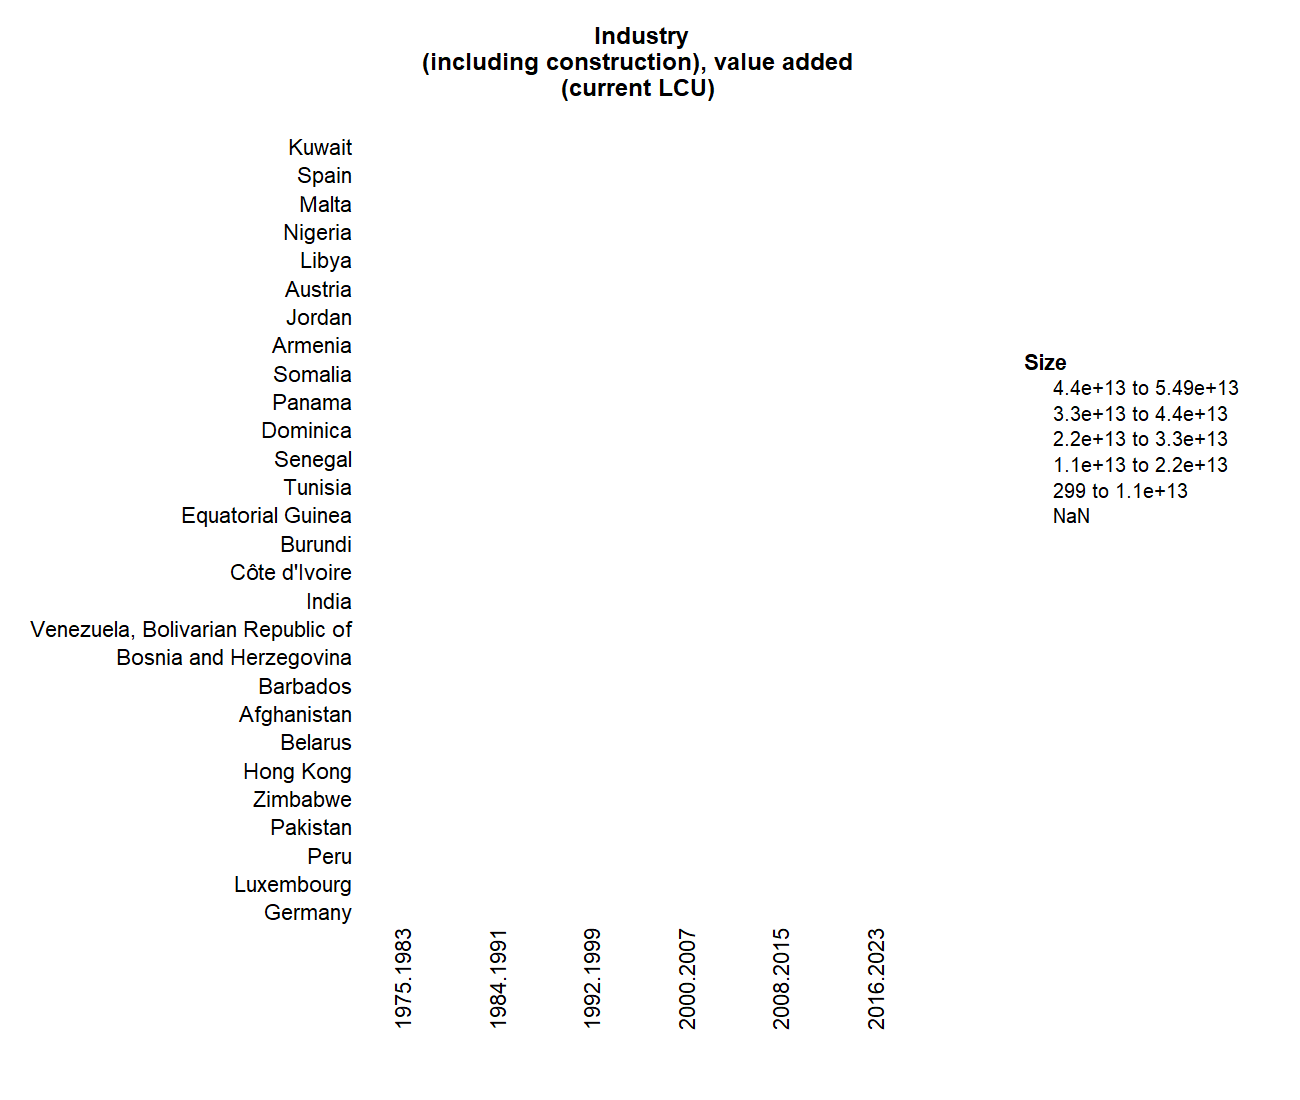 Industry
(including construction), value added
(current LCU)
Kuwait
Spain
Malta
Nigeria
Libya
Austria
Jordan
Armenia
Somalia
Panama
Dominica
Senegal
Tunisia
Equatorial Guinea
Burundi
Côte d'Ivoire
India
Venezuela, Bolivarian Republic of
Bosnia and Herzegovina
Barbados
Afghanistan
Belarus
Hong Kong
Zimbabwe
Pakistan
Peru
Luxembourg
Germany
1975.1983
1984.1991
1992.1999
2000.2007
2008.2015
2016.2023
Size
4.4e+13 to 5.49e+13
3.3e+13 to 4.4e+13
2.2e+13 to 3.3e+13
1.1e+13 to 2.2e+13
299 to 1.1e+13
NaN